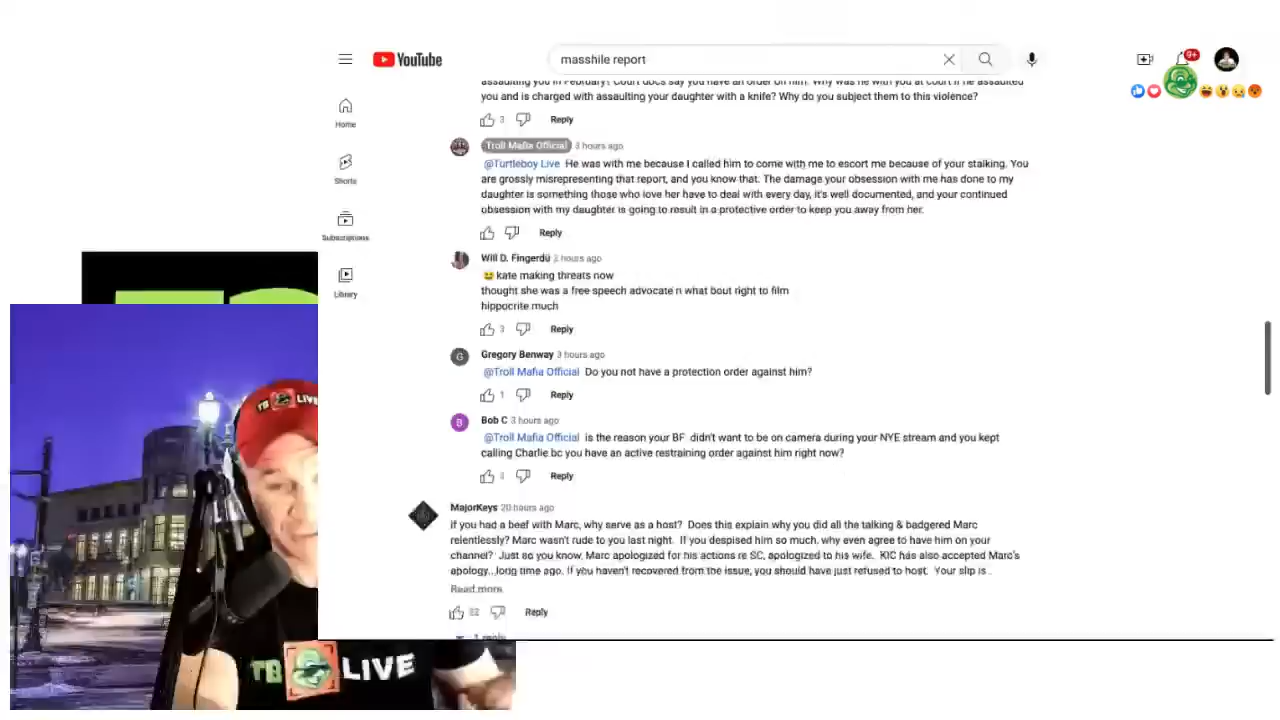 YouTube
masshile report
9+
Home
Shorts
Subscriptions
Library
assaulting you in February? Court docs say you have an order on him. Why was he with you at court if he assaulted
you and is charged with assaulting your daughter with a knife? Why do you subject them to this violence?
3 Reply
Troll Mafia Official 3 hours ago
@Turtleboy Live He was with me because I called him to come with me to escort me because of your stalking. You
are grossly misrepresenting that report, and you know that. The damage your obsession with me has done to my
daughter is something those who love her have to deal with every day, it's well documented, and your continued
obsession with my daughter is going to result in a protective order to keep you away from her.
Reply
Will D. Fingerdü 3 hours ago
😆 kate making threats now
thought she was a free speech advocate n what bout right to film
hippocrite much
3 Reply
G
Gregory Benway 3 hours ago
@Troll Mafia Official Do you not have a protection order against him?
1 Reply
B
Bob C 3 hours ago
@Troll Mafia Official is the reason your BF didn't want to be on camera during your NYE stream and you kept
calling Charlie bc you have an active restraining order against him right now?
Reply
MajorKeys 20 hours ago
if you had a beef with Marc, why serve as a host? Does this explain why you did all the talking & badgered Marc
relentlessly? Marc wasn't rude to you last night. If you despised him so much, why even agree to have him on your
channel? Just so you know, Marc apologized for his actions re SC, apologized to his wife. KIC has also accepted Marc's
apology...long time ago. If you haven't recovered from the issue, you should have just refused to host. Your slip is..
Read more
Reply
1 reply
TB LIVE
TB LIVE